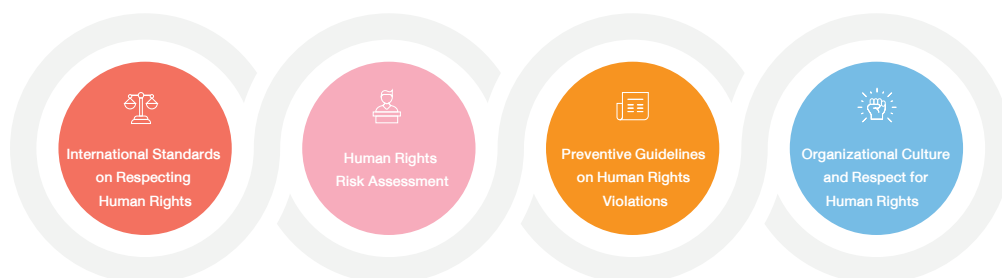 International Standards
on Respecting
Human Rights
Human Rights
Risk Assessment
Preventive Guidelines
on Human Rights
Violations
Organizational Culture
and Respect for
Human Rights